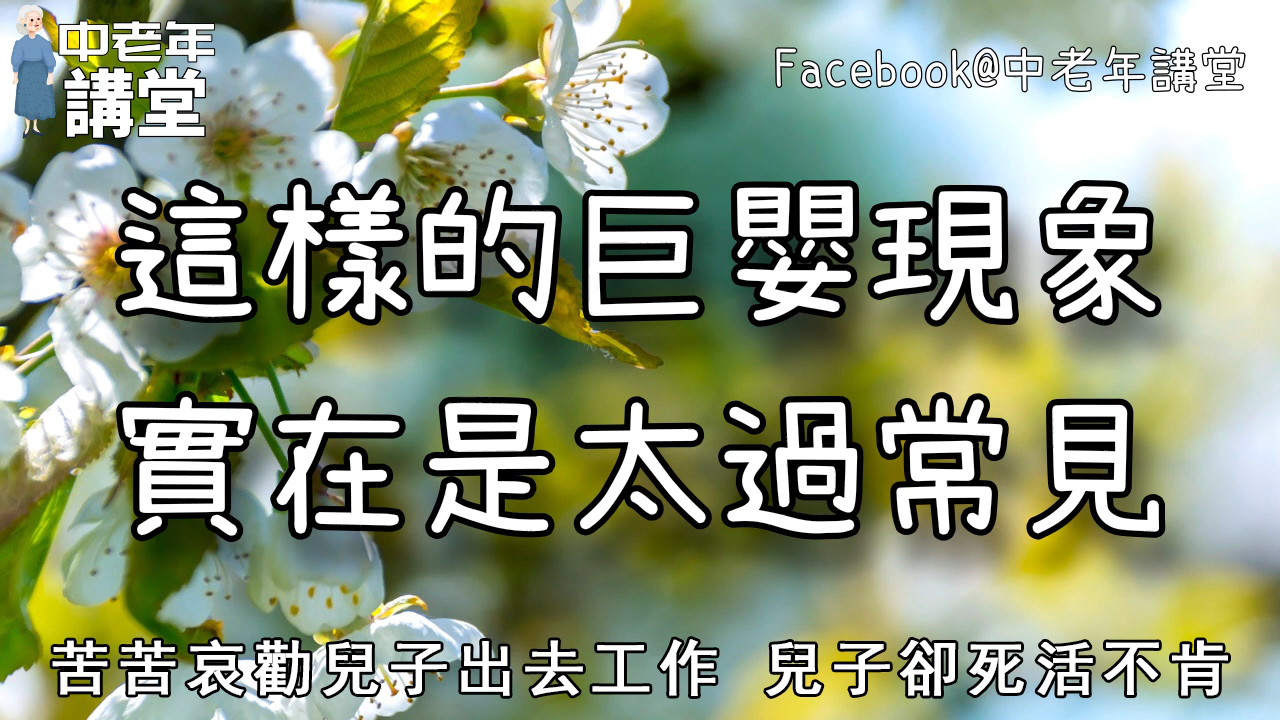 中老年
講堂
Facebook@中老年講堂
這樣的巨嬰現象
實在是太過常見
苦苦哀勸兒子出去工作 兒子卻死活不肯